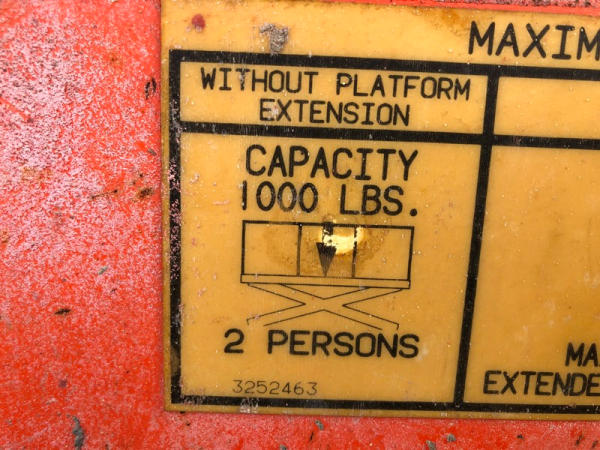 MAXIM
WITHOUT PLATFORM
EXTENSION
CAPACITY
1000 LBS.
2 PERSONS
3252463
MA
EXTENDE